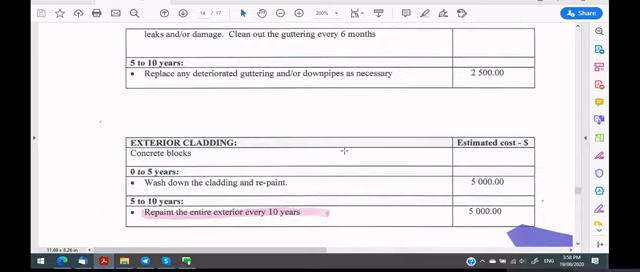 14 / 17
200%
leaks and/or damage. Clean out the guttering every 6 months
5 to 10 years:
• Replace any deteriorated guttering and/or downpipes as necessary 2 500.00
EXTERIOR CLADDING: Estimated cost - $
Concrete blocks
0 to 5 years:
• Wash down the cladding and re-paint. 5 000.00
5 to 10 years:
• Repaint the entire exterior every 10 years 5 000.00
11.69 x 8.26 in
ENG
3:58 PM
19/06/2020